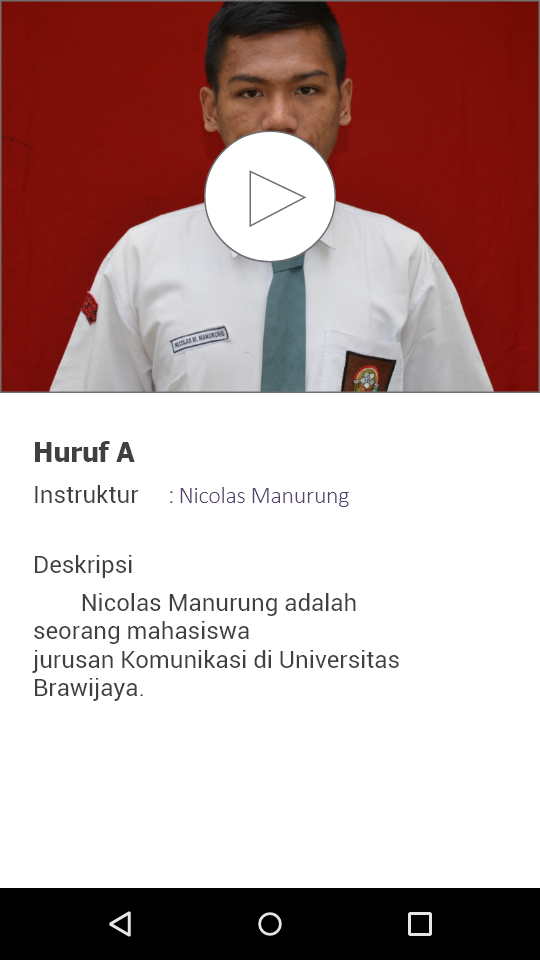 NICOLAS M. MANURUNG
Huruf A
Instruktur : Nicolas Manurung
Deskripsi
Nicolas Manurung adalah
seorang mahasiswa
jurusan Komunikasi di Universitas
Brawijaya.